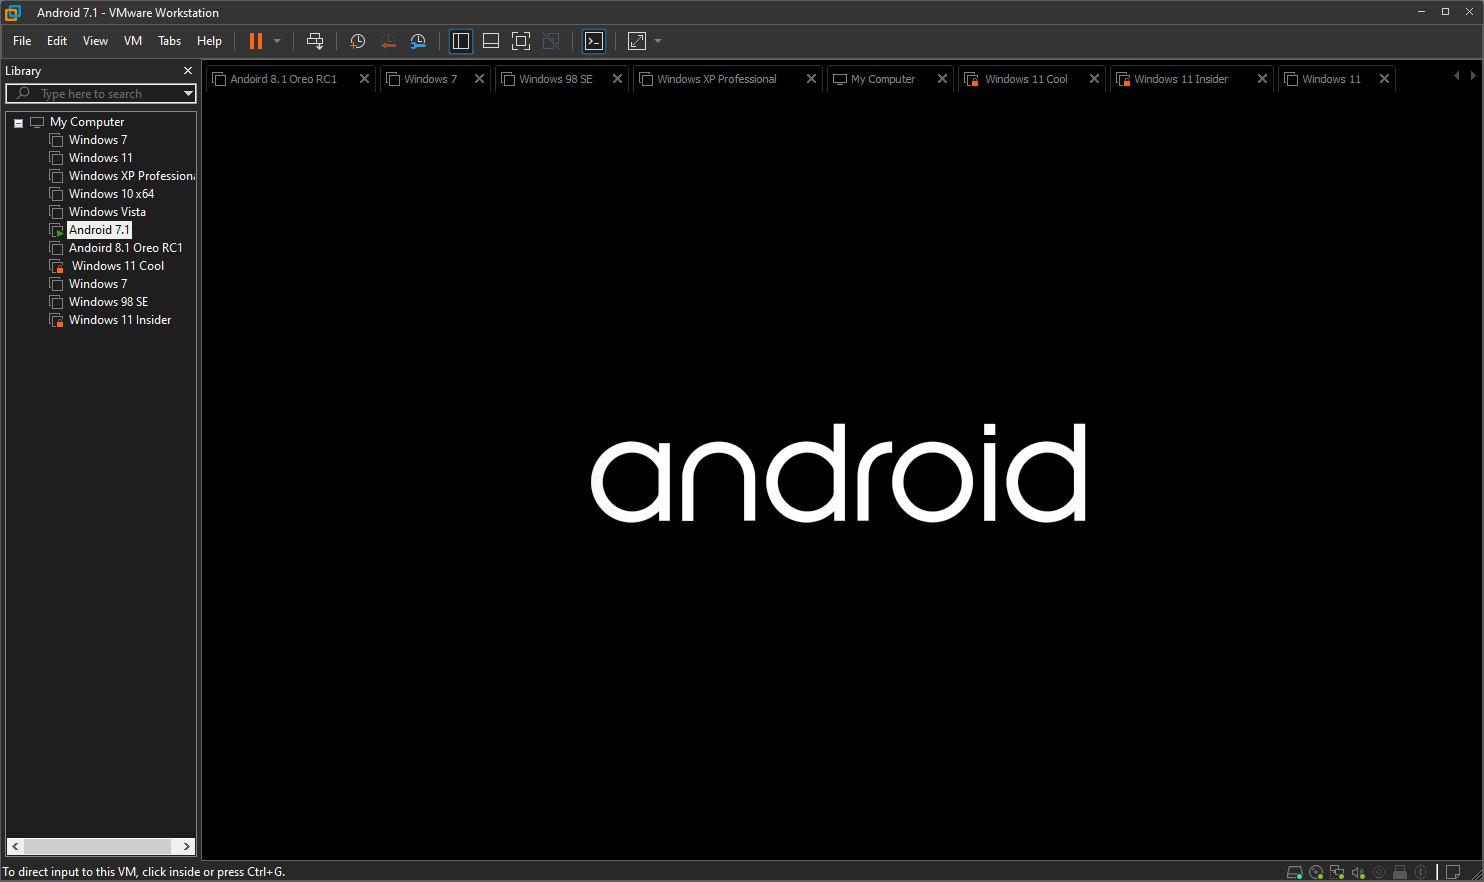 Android 7.1 - VMware Workstation
File Edit View VM Tabs Help
Library
Type here to search
Andoird 8.1 Oreo RC1 Windows 7 Windows 98 SE Windows XP Professional My Computer Windows 11 Cool Windows 11 Insider Windows 11
My Computer
Windows 7
Windows 11
Windows XP Professiona
Windows 10 x64
Windows Vista
Android 7.1
Andoird 8.1 Oreo RC1
Windows 11 Cool
Windows 7
Windows 98 SE
Windows 11 Insider
android
To direct input to this VM, click inside or press Ctrl+G.